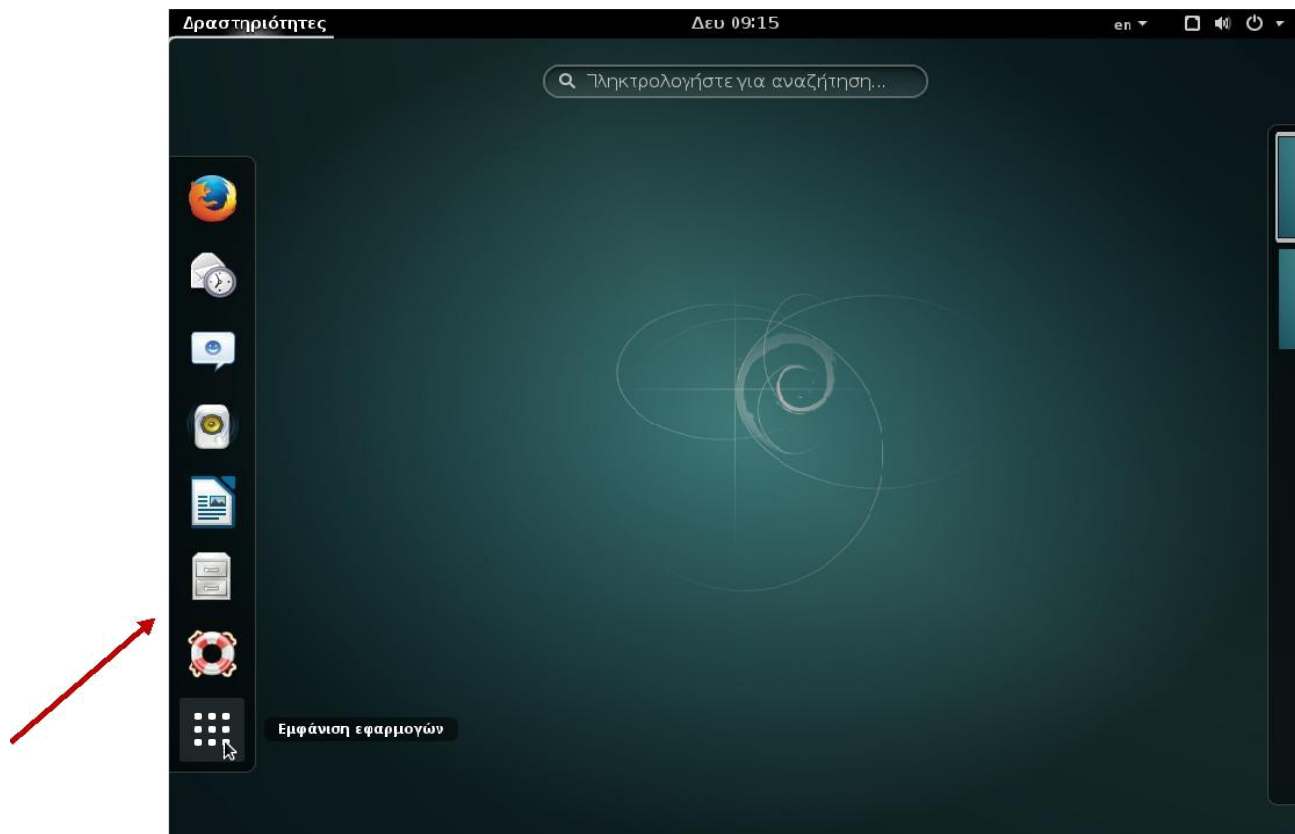 Δραστηριότητες
Δευ 09:15
en
Πληκτρολογήστε για αναζήτηση...
Εμφάνιση εφαρμογών